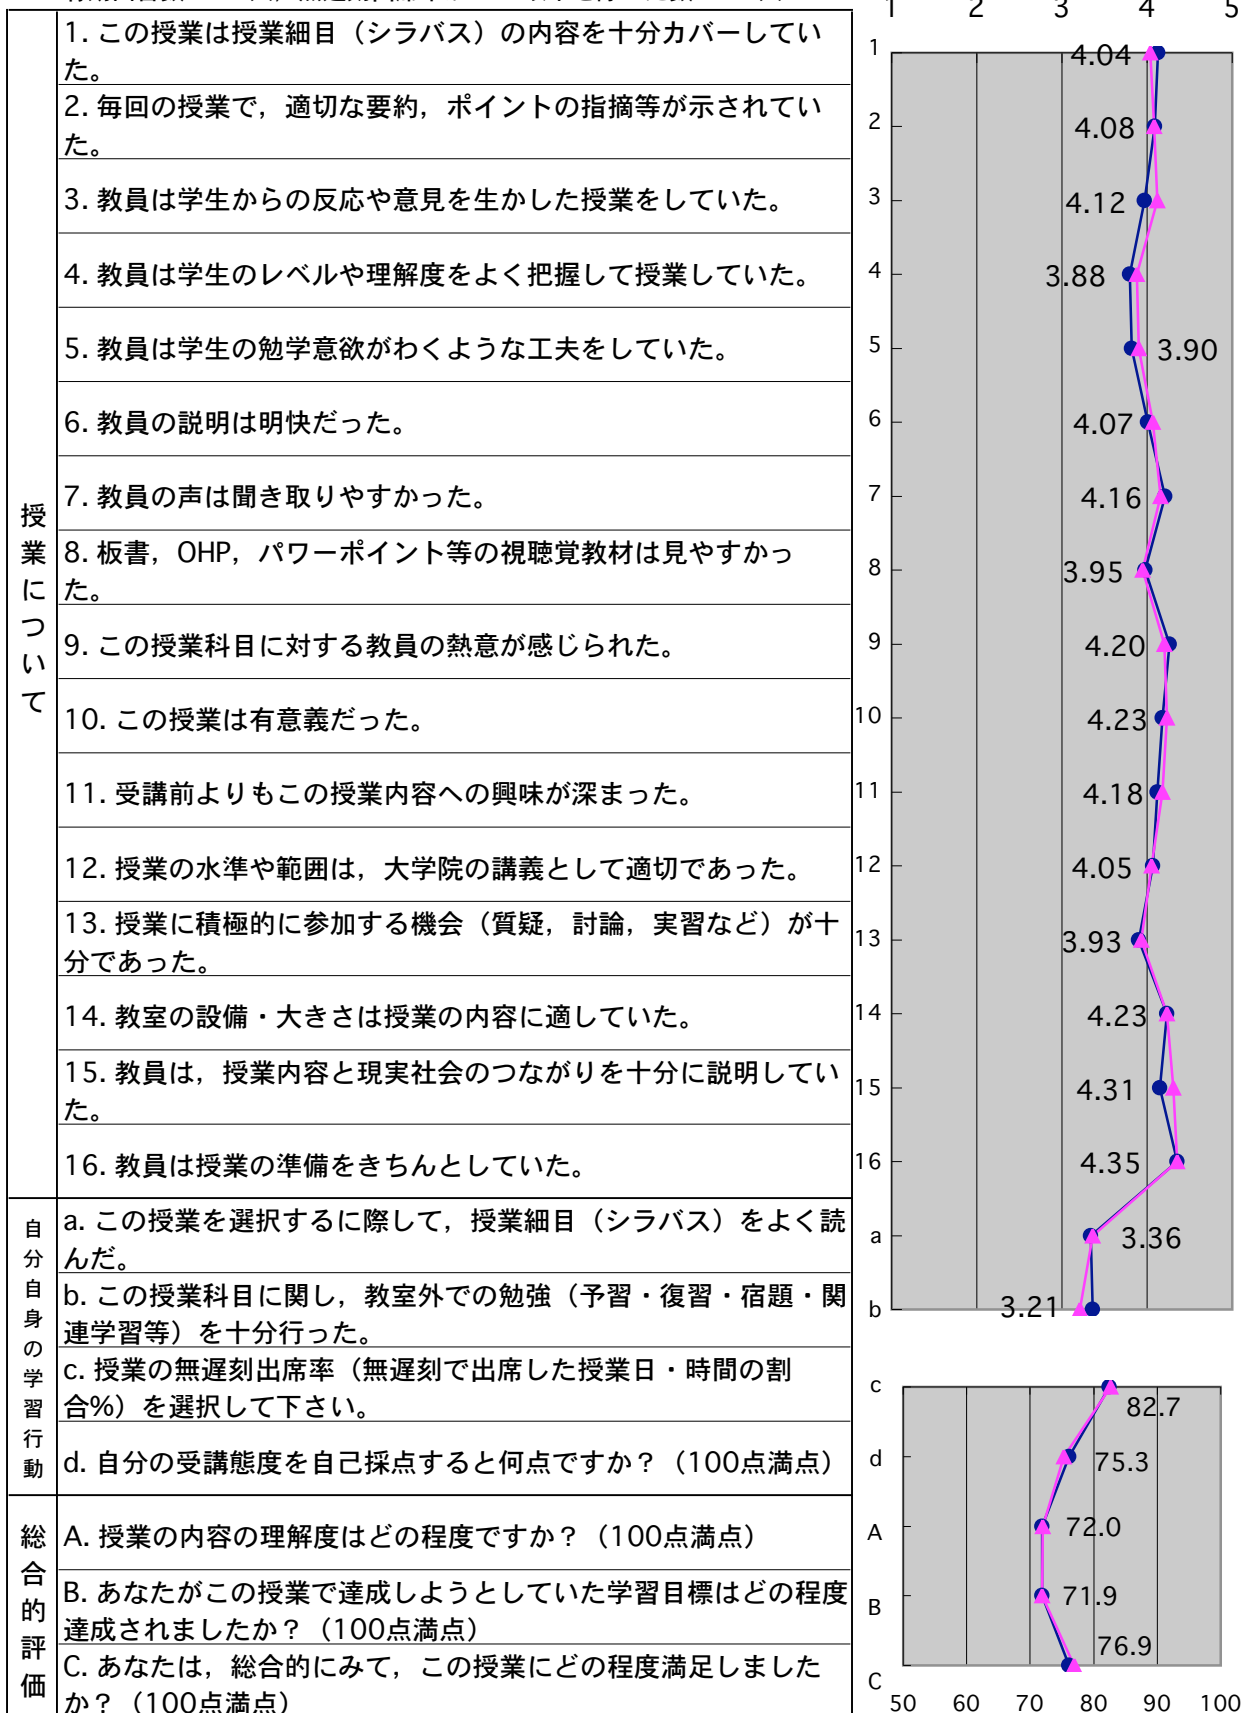 1 2 3 4 5
1. この授業は授業細目（シラバス）の内容を十分カバーしてい
た。
2. 毎回の授業で，適切な要約，ポイントの指摘等が示されてい
た。
3. 教員は学生からの反応や意見を生かした授業をしていた。
4. 教員は学生のレベルや理解度をよく把握して授業していた。
5. 教員は学生の勉学意欲がわくような工夫をしていた。
6. 教員の説明は明快だった。
7. 教員の声は聞き取りやすかった。
8. 板書，OHP，パワーポイント等の視聴覚教材は見やすかっ
た。
9. この授業科目に対する教員の熱意が感じられた。
10. この授業は有意義だった。
11. 受講前よりもこの授業内容への興味が深まった。
12. 授業の水準や範囲は，大学院の講義として適切であった。
13. 授業に積極的に参加する機会（質疑，討論，実習など）が十
分であった。
14. 教室の設備・大きさは授業の内容に適していた。
15. 教員は，授業内容と現実社会のつながりを十分に説明してい
た。
16. 教員は授業の準備をきちんとしていた。
授業について
a. この授業を選択するに際して，授業細目（シラバス）をよく読
んだ。
b. この授業科目に関し，教室外での勉強（予習・復習・宿題・関
連学習等）を十分行った。
c. 授業の無遅刻出席率（無遅刻で出席した授業日・時間の割
合%）を選択して下さい。
d. 自分の受講態度を自己採点すると何点ですか？（100点満点）
自分自身の学習行動
A. 授業の内容の理解度はどの程度ですか？（100点満点）
B. あなたがこの授業で達成しようとしていた学習目標はどの程度
達成されましたか？（100点満点）
C. あなたは，総合的にみて，この授業にどの程度満足しました
か？（100点満点）
総合的評価
1 4.04
2 4.08
3 4.12
4 3.88
5 3.90
6 4.07
7 4.16
8 3.95
9 4.20
10 4.23
11 4.18
12 4.05
13 3.93
14 4.23
15 4.31
16 4.35
a 3.36
b 3.21
c 82.7
d 75.3
A 72.0
B 71.9
C 76.9
50 60 70 80 90 100